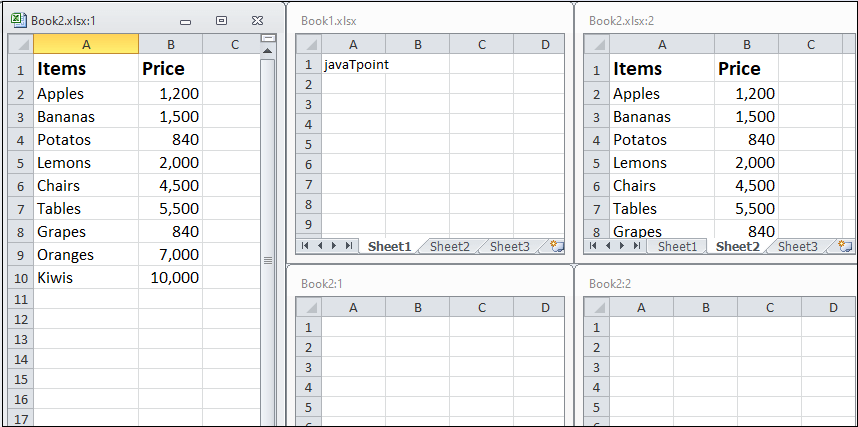 Book2.xlsx:1
A B C
1 Items Price
2 Apples 1,200
3 Bananas 1,500
4 Potatos 840
5 Lemons 2,000
6 Chairs 4,500
7 Tables 5,500
8 Grapes 840
9 Oranges 7,000
10 Kiwis 10,000
11
12
13
14
15
16
17
Book1.xlsx
A B C D
1 javaTpoint
2
3
4
5
6
7
8
9
Sheet1 Sheet2 Sheet3
Book2.xlsx:2
A B C
1 Items Price
2 Apples 1,200
3 Bananas 1,500
4 Potatos 840
5 Lemons 2,000
6 Chairs 4,500
7 Tables 5,500
8 Grapes 840
Sheet1 Sheet2 Sheet3
Book2:1
A B C D
1
2
3
4
5
Book2:2
A B C D
1
2
3
4
5